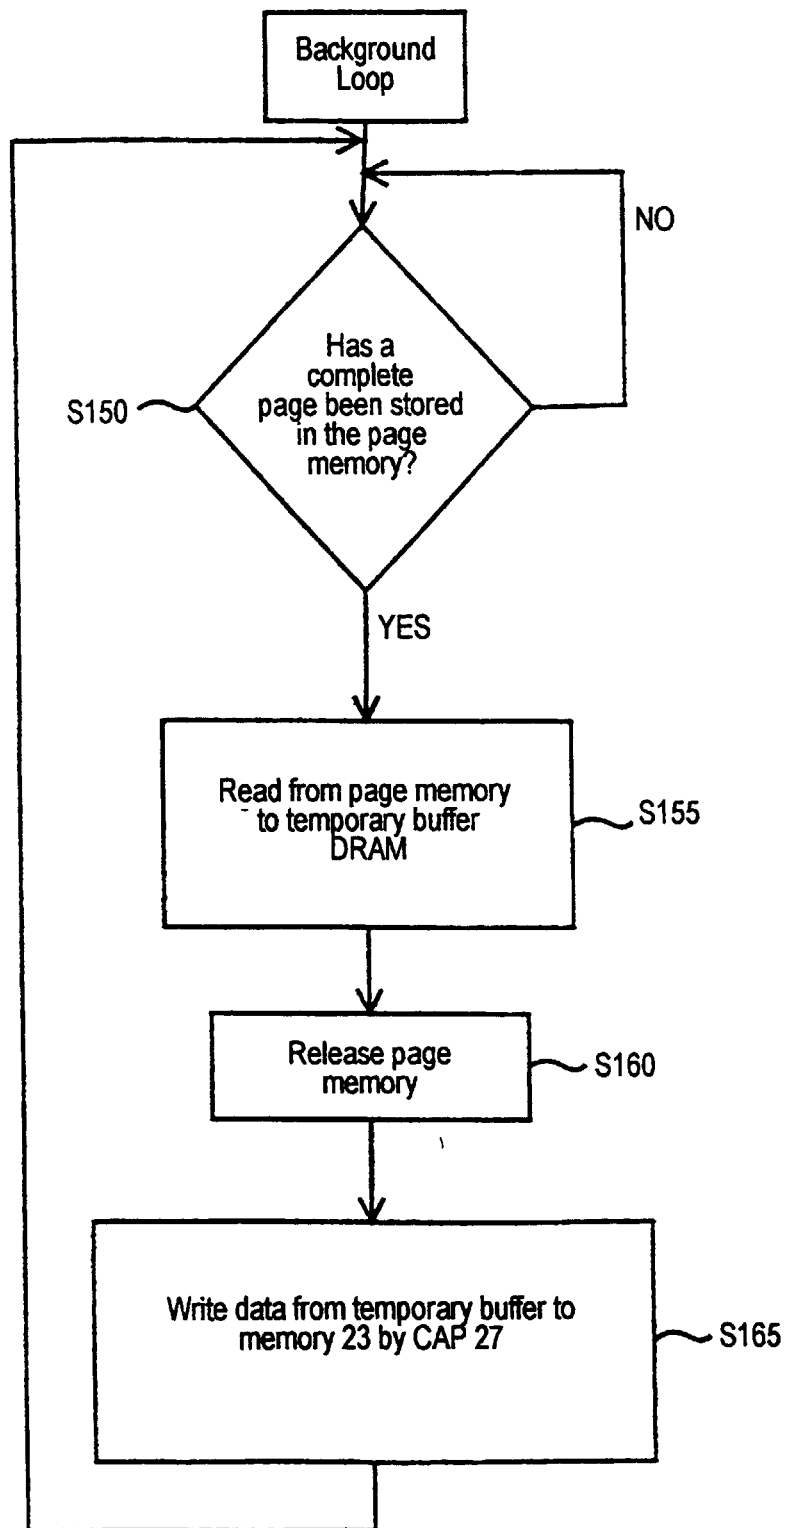 Background
Loop
NO
Has a
complete
page been stored
in the page
memory?
S150
YES
Read from page memory
to temporary buffer
DRAM
S155
Release page
memory
S160
Write data from temporary buffer to
memory 23 by CAP 27
S165